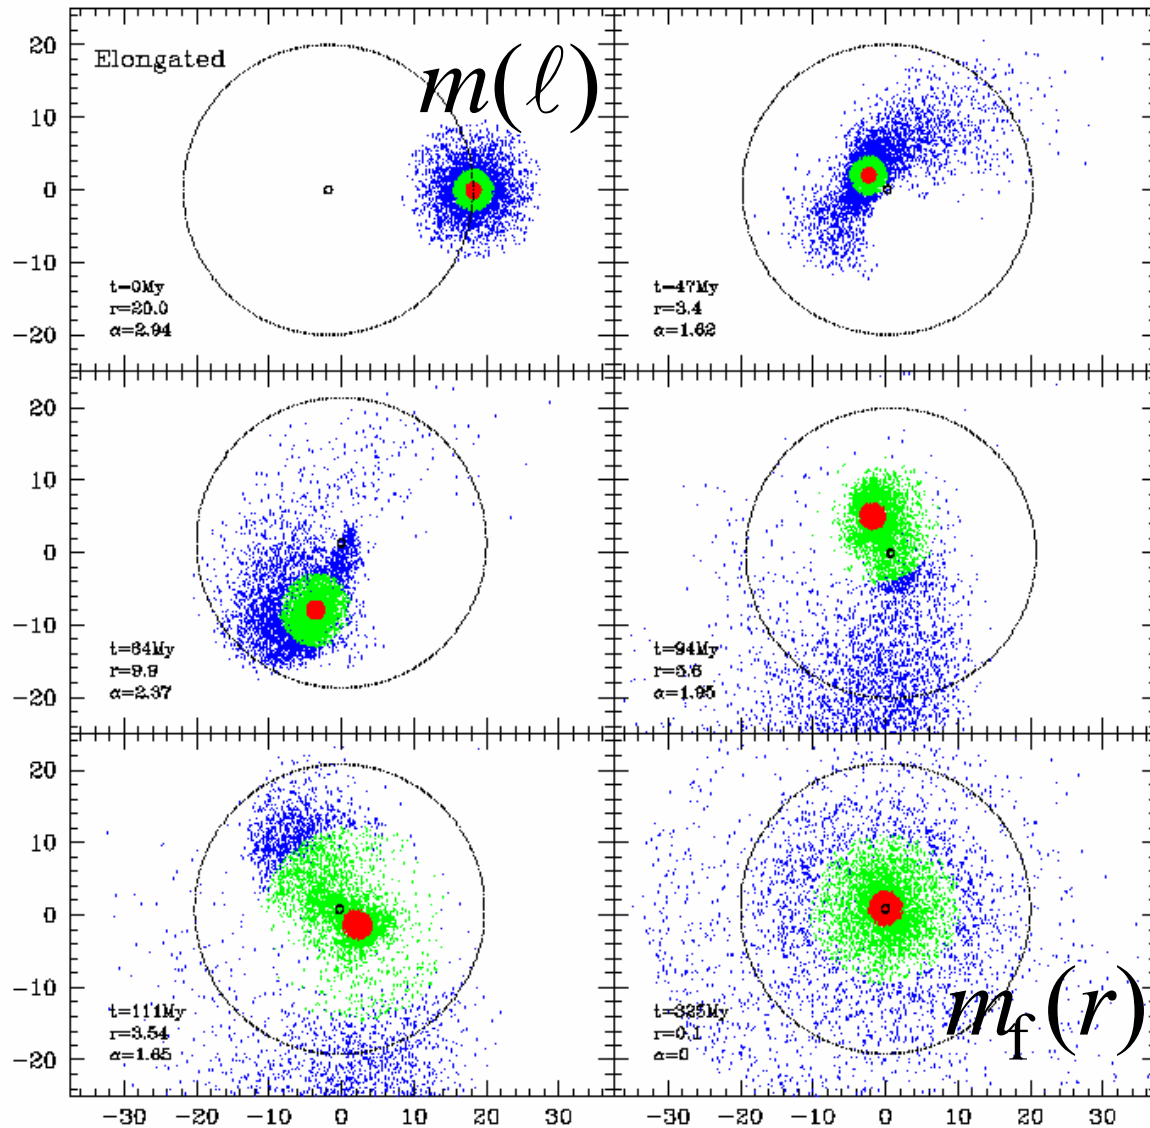 20
10
0
−10
−20
Elongated
m(ℓ)
t=0My
r=20.0
α=2.94
t=47My
r=3.4
α=1.62
20
10
0
−10
−20
t=64My
r=9.9
α=2.37
t=94My
r=5.6
α=1.95
20
10
0
−10
−20
t=111My
r=3.54
α=1.65
t=325My
r=0.1
α=0
m_f(r)
−30 −20 −10 0 10 20 30 −30 −20 −10 0 10 20 30